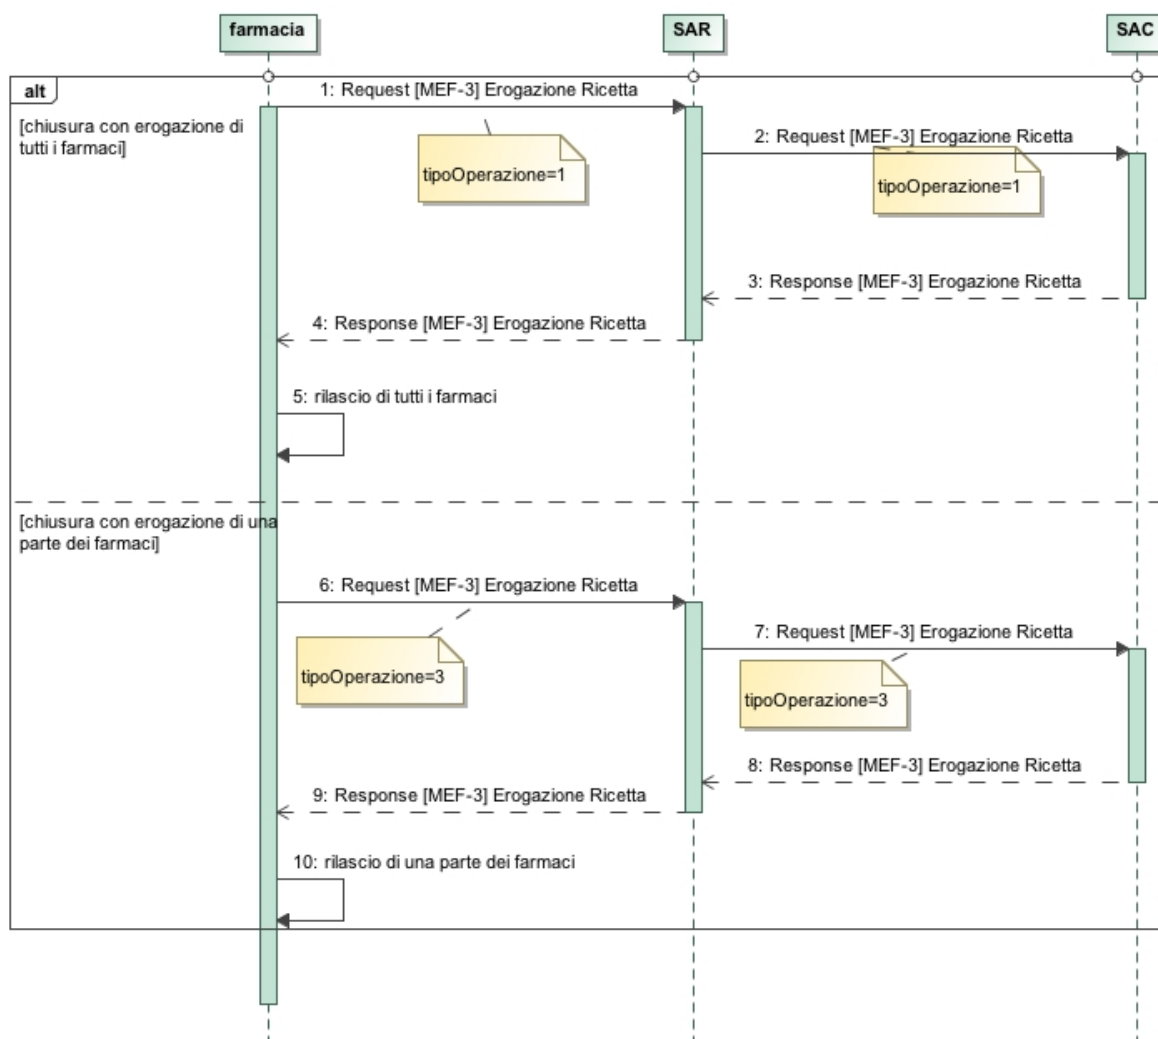 farmacia
SAR
SAC
alt
[chiusura con erogazione di
tutti i farmaci]
1: Request [MEF-3] Erogazione Ricetta
tipoOperazione=1
2: Request [MEF-3] Erogazione Ricetta
tipoOperazione=1
3: Response [MEF-3] Erogazione Ricetta
4: Response [MEF-3] Erogazione Ricetta
5: rilascio di tutti i farmaci
[chiusura con erogazione di una
parte dei farmaci]
6: Request [MEF-3] Erogazione Ricetta
tipoOperazione=3
7: Request [MEF-3] Erogazione Ricetta
tipoOperazione=3
8: Response [MEF-3] Erogazione Ricetta
9: Response [MEF-3] Erogazione Ricetta
10: rilascio di una parte dei farmaci